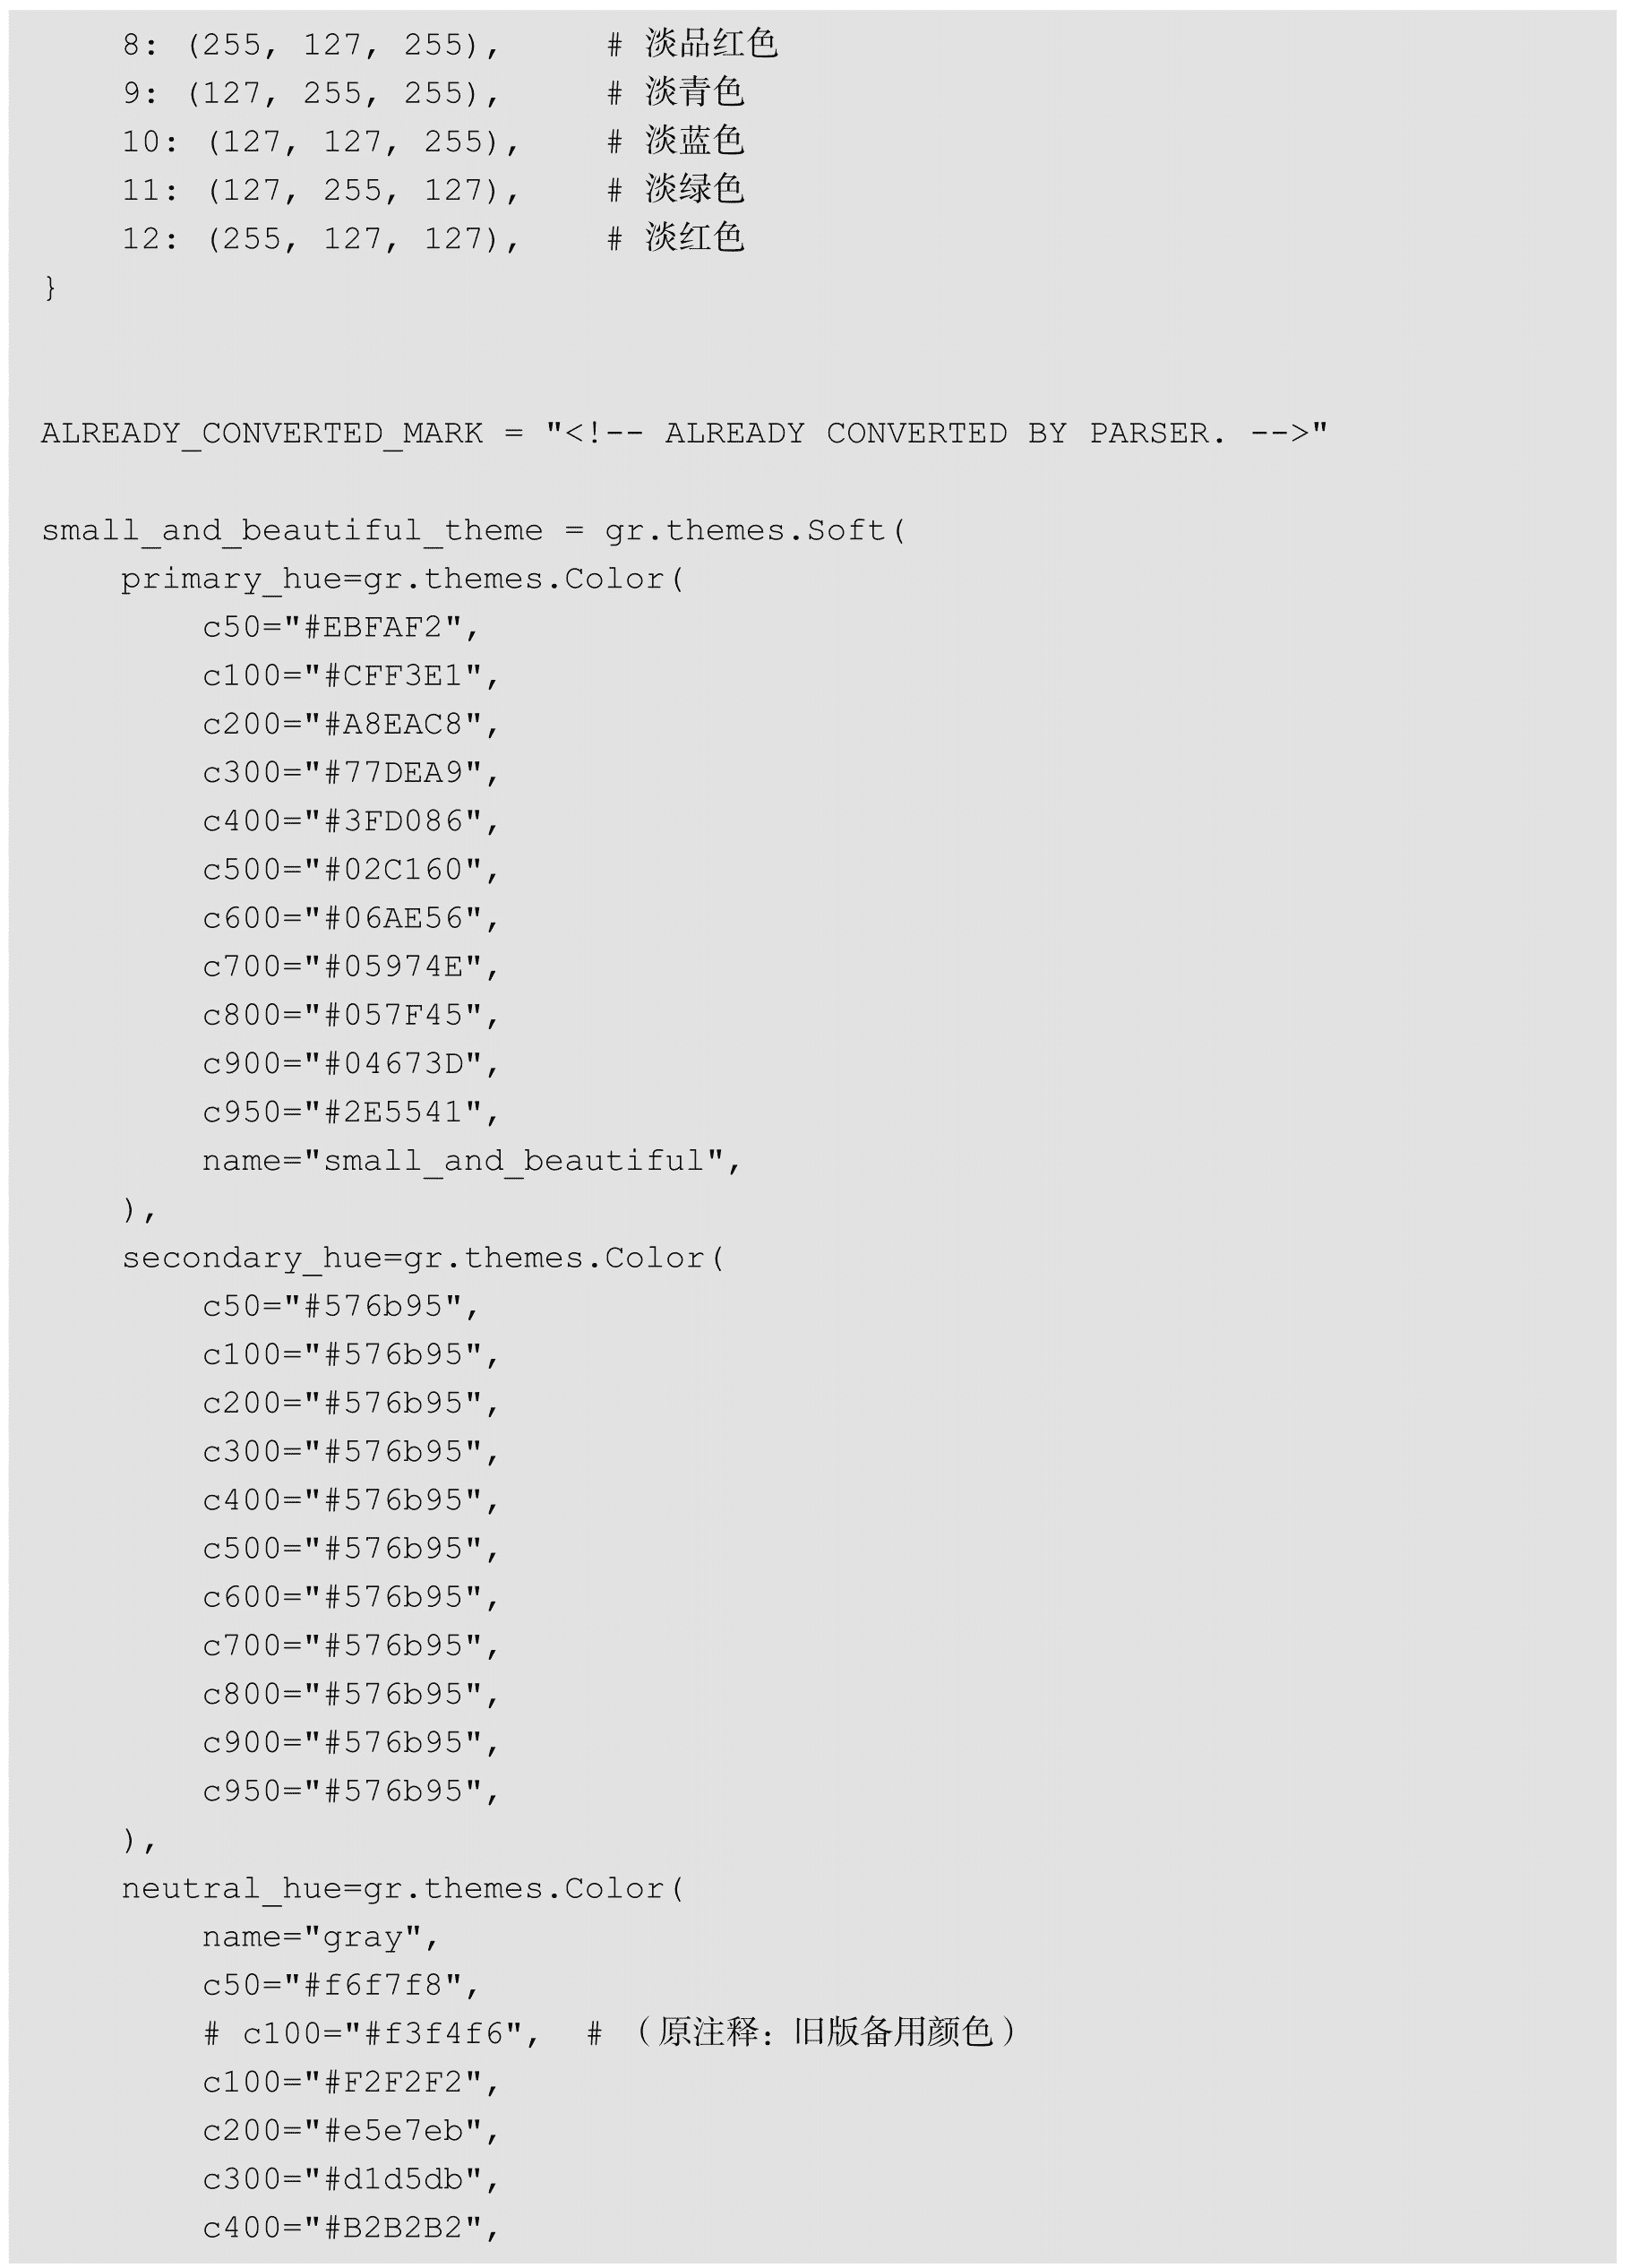 8: (255, 127, 255),     # 淡品红色
    9: (127, 255, 255),     # 淡青色
    10: (127, 127, 255),    # 淡蓝色
    11: (127, 255, 127),    # 淡绿色
    12: (255, 127, 127),    # 淡红色
}
ALREADY_CONVERTED_MARK = "<!-- ALREADY CONVERTED BY PARSER. -->"
small_and_beautiful_theme = gr.themes.Soft(
    primary_hue=gr.themes.Color(
        c50="#EBFAF2",
        c100="#CFF3E1",
        c200="#A8EAC8",
        c300="#77DEA9",
        c400="#3FD086",
        c500="#02C160",
        c600="#06AE56",
        c700="#05974E",
        c800="#057F45",
        c900="#04673D",
        c950="#2E5541",
        name="small_and_beautiful",
    ),
    secondary_hue=gr.themes.Color(
        c50="#576b95",
        c100="#576b95",
        c200="#576b95",
        c300="#576b95",
        c400="#576b95",
        c500="#576b95",
        c600="#576b95",
        c700="#576b95",
        c800="#576b95",
        c900="#576b95",
        c950="#576b95",
    ),
    neutral_hue=gr.themes.Color(
        name="gray",
        c50="#f6f7f8",
        # c100="#f3f4f6",  # （原注释：旧版备用颜色）
        c100="#F2F2F2",
        c200="#e5e7eb",
        c300="#d1d5db",
        c400="#B2B2B2",